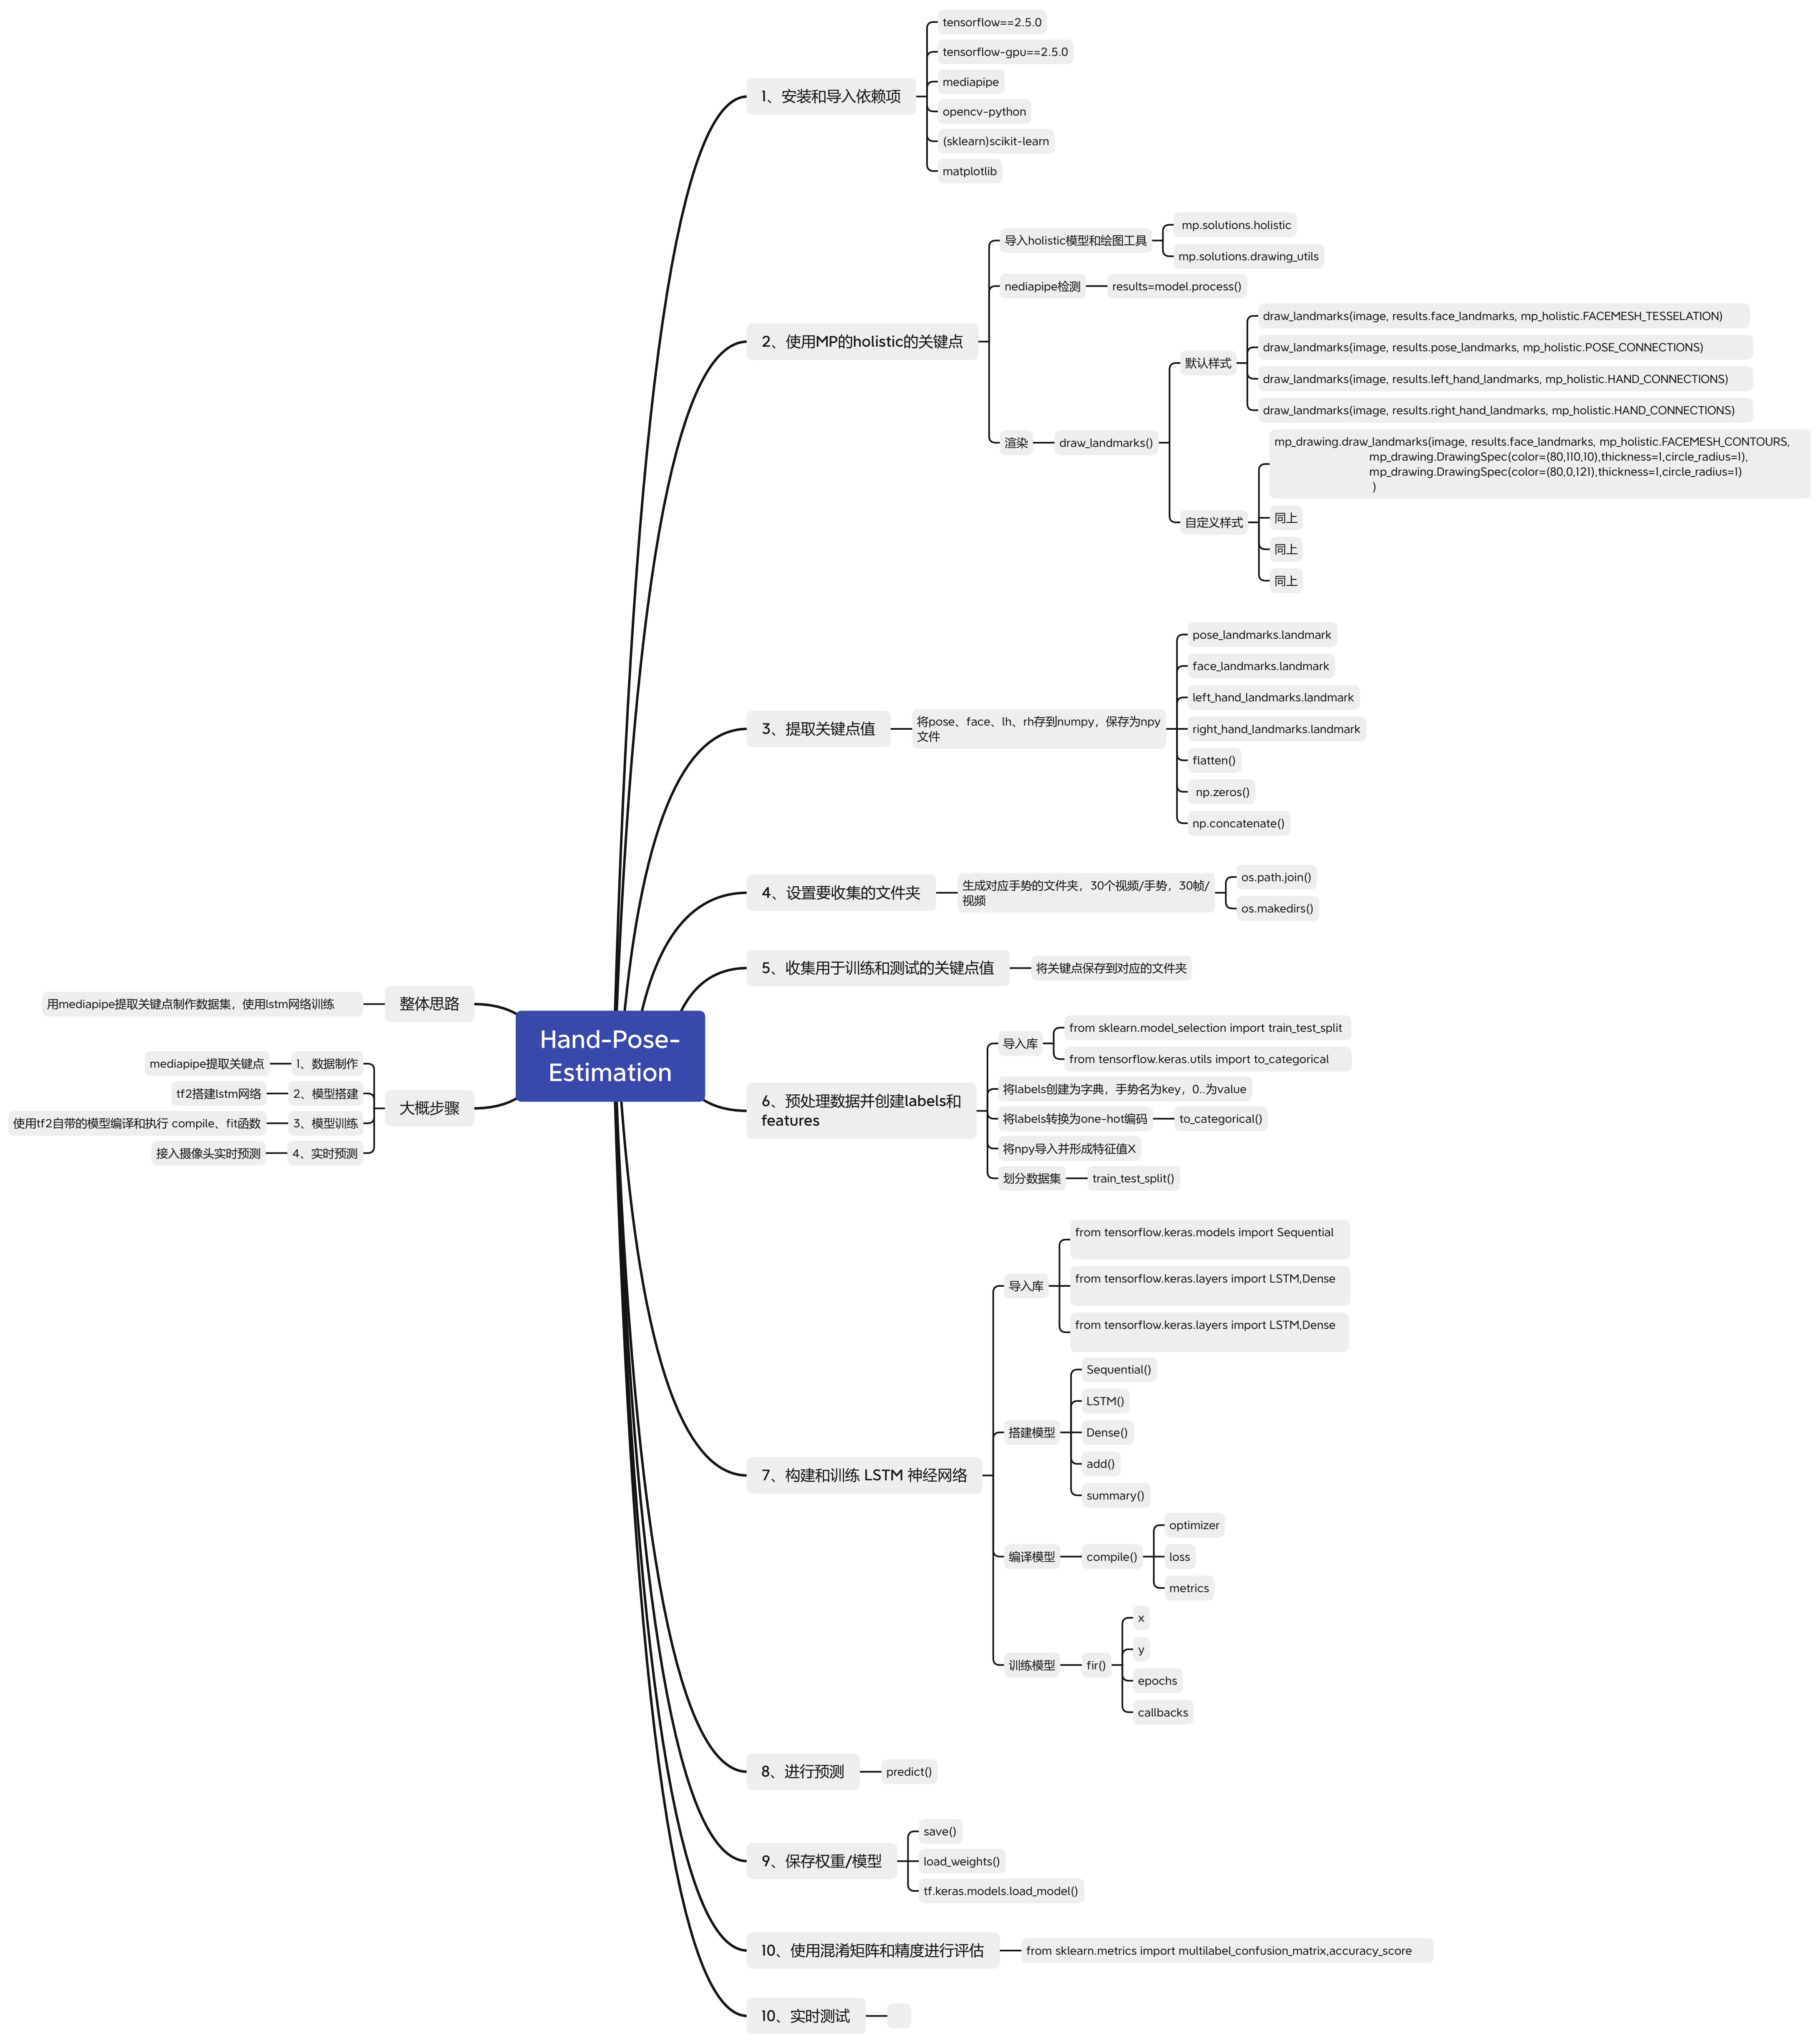 Hand-Pose-
Estimation
整体思路
用mediapipe提取关键点制作数据集，使用lstm网络训练
大概步骤
1、数据制作
mediapipe提取关键点
2、模型搭建
tf2搭建lstm网络
3、模型训练
使用tf2自带的模型编译和执行 compile、fit函数
4、实时预测
接入摄像头实时预测
1、安装和导入依赖项
tensorflow==2.5.0
tensorflow-gpu==2.5.0
mediapipe
opencv-python
(sklearn)scikit-learn
matplotlib
2、使用MP的holistic的关键点
导入holistic模型和绘图工具
mp.solutions.holistic
mp.solutions.drawing_utils
nediapipe检测
results=model.process()
渲染
draw_landmarks()
默认样式
draw_landmarks(image, results.face_landmarks, mp_holistic.FACEMESH_TESSELATION)
draw_landmarks(image, results.pose_landmarks, mp_holistic.POSE_CONNECTIONS)
draw_landmarks(image, results.left_hand_landmarks, mp_holistic.HAND_CONNECTIONS)
draw_landmarks(image, results.right_hand_landmarks, mp_holistic.HAND_CONNECTIONS)
自定义样式
mp_drawing.draw_landmarks(image, results.face_landmarks, mp_holistic.FACEMESH_CONTOURS,
mp_drawing.DrawingSpec(color=(80,110,10),thickness=1,circle_radius=1),
mp_drawing.DrawingSpec(color=(80,0,121),thickness=1,circle_radius=1)
)
同上
同上
同上
3、提取关键点值
将pose、face、lh、rh存到numpy，保存为npy
文件
pose_landmarks.landmark
face_landmarks.landmark
left_hand_landmarks.landmark
right_hand_landmarks.landmark
flatten()
np.zeros()
np.concatenate()
4、设置要收集的文件夹
生成对应手势的文件夹，30个视频/手势，30帧/
视频
os.path.join()
os.makedirs()
5、收集用于训练和测试的关键点值
将关键点保存到对应的文件夹
6、预处理数据并创建labels和
features
导入库
from sklearn.model_selection import train_test_split
from tensorflow.keras.utils import to_categorical
将labels创建为字典，手势名为key，0..为value
将labels转换为one-hot编码
to_categorical()
将npy导入并形成特征值X
划分数据集
train_test_split()
7、构建和训练 LSTM 神经网络
导入库
from tensorflow.keras.models import Sequential
from tensorflow.keras.layers import LSTM,Dense
from tensorflow.keras.layers import LSTM,Dense
搭建模型
Sequential()
LSTM()
Dense()
add()
summary()
编译模型
compile()
optimizer
loss
metrics
训练模型
fir()
x
y
epochs
callbacks
8、进行预测
predict()
9、保存权重/模型
save()
load_weights()
tf.keras.models.load_model()
10、使用混淆矩阵和精度进行评估
from sklearn.metrics import multilabel_confusion_matrix,accuracy_score
10、实时测试